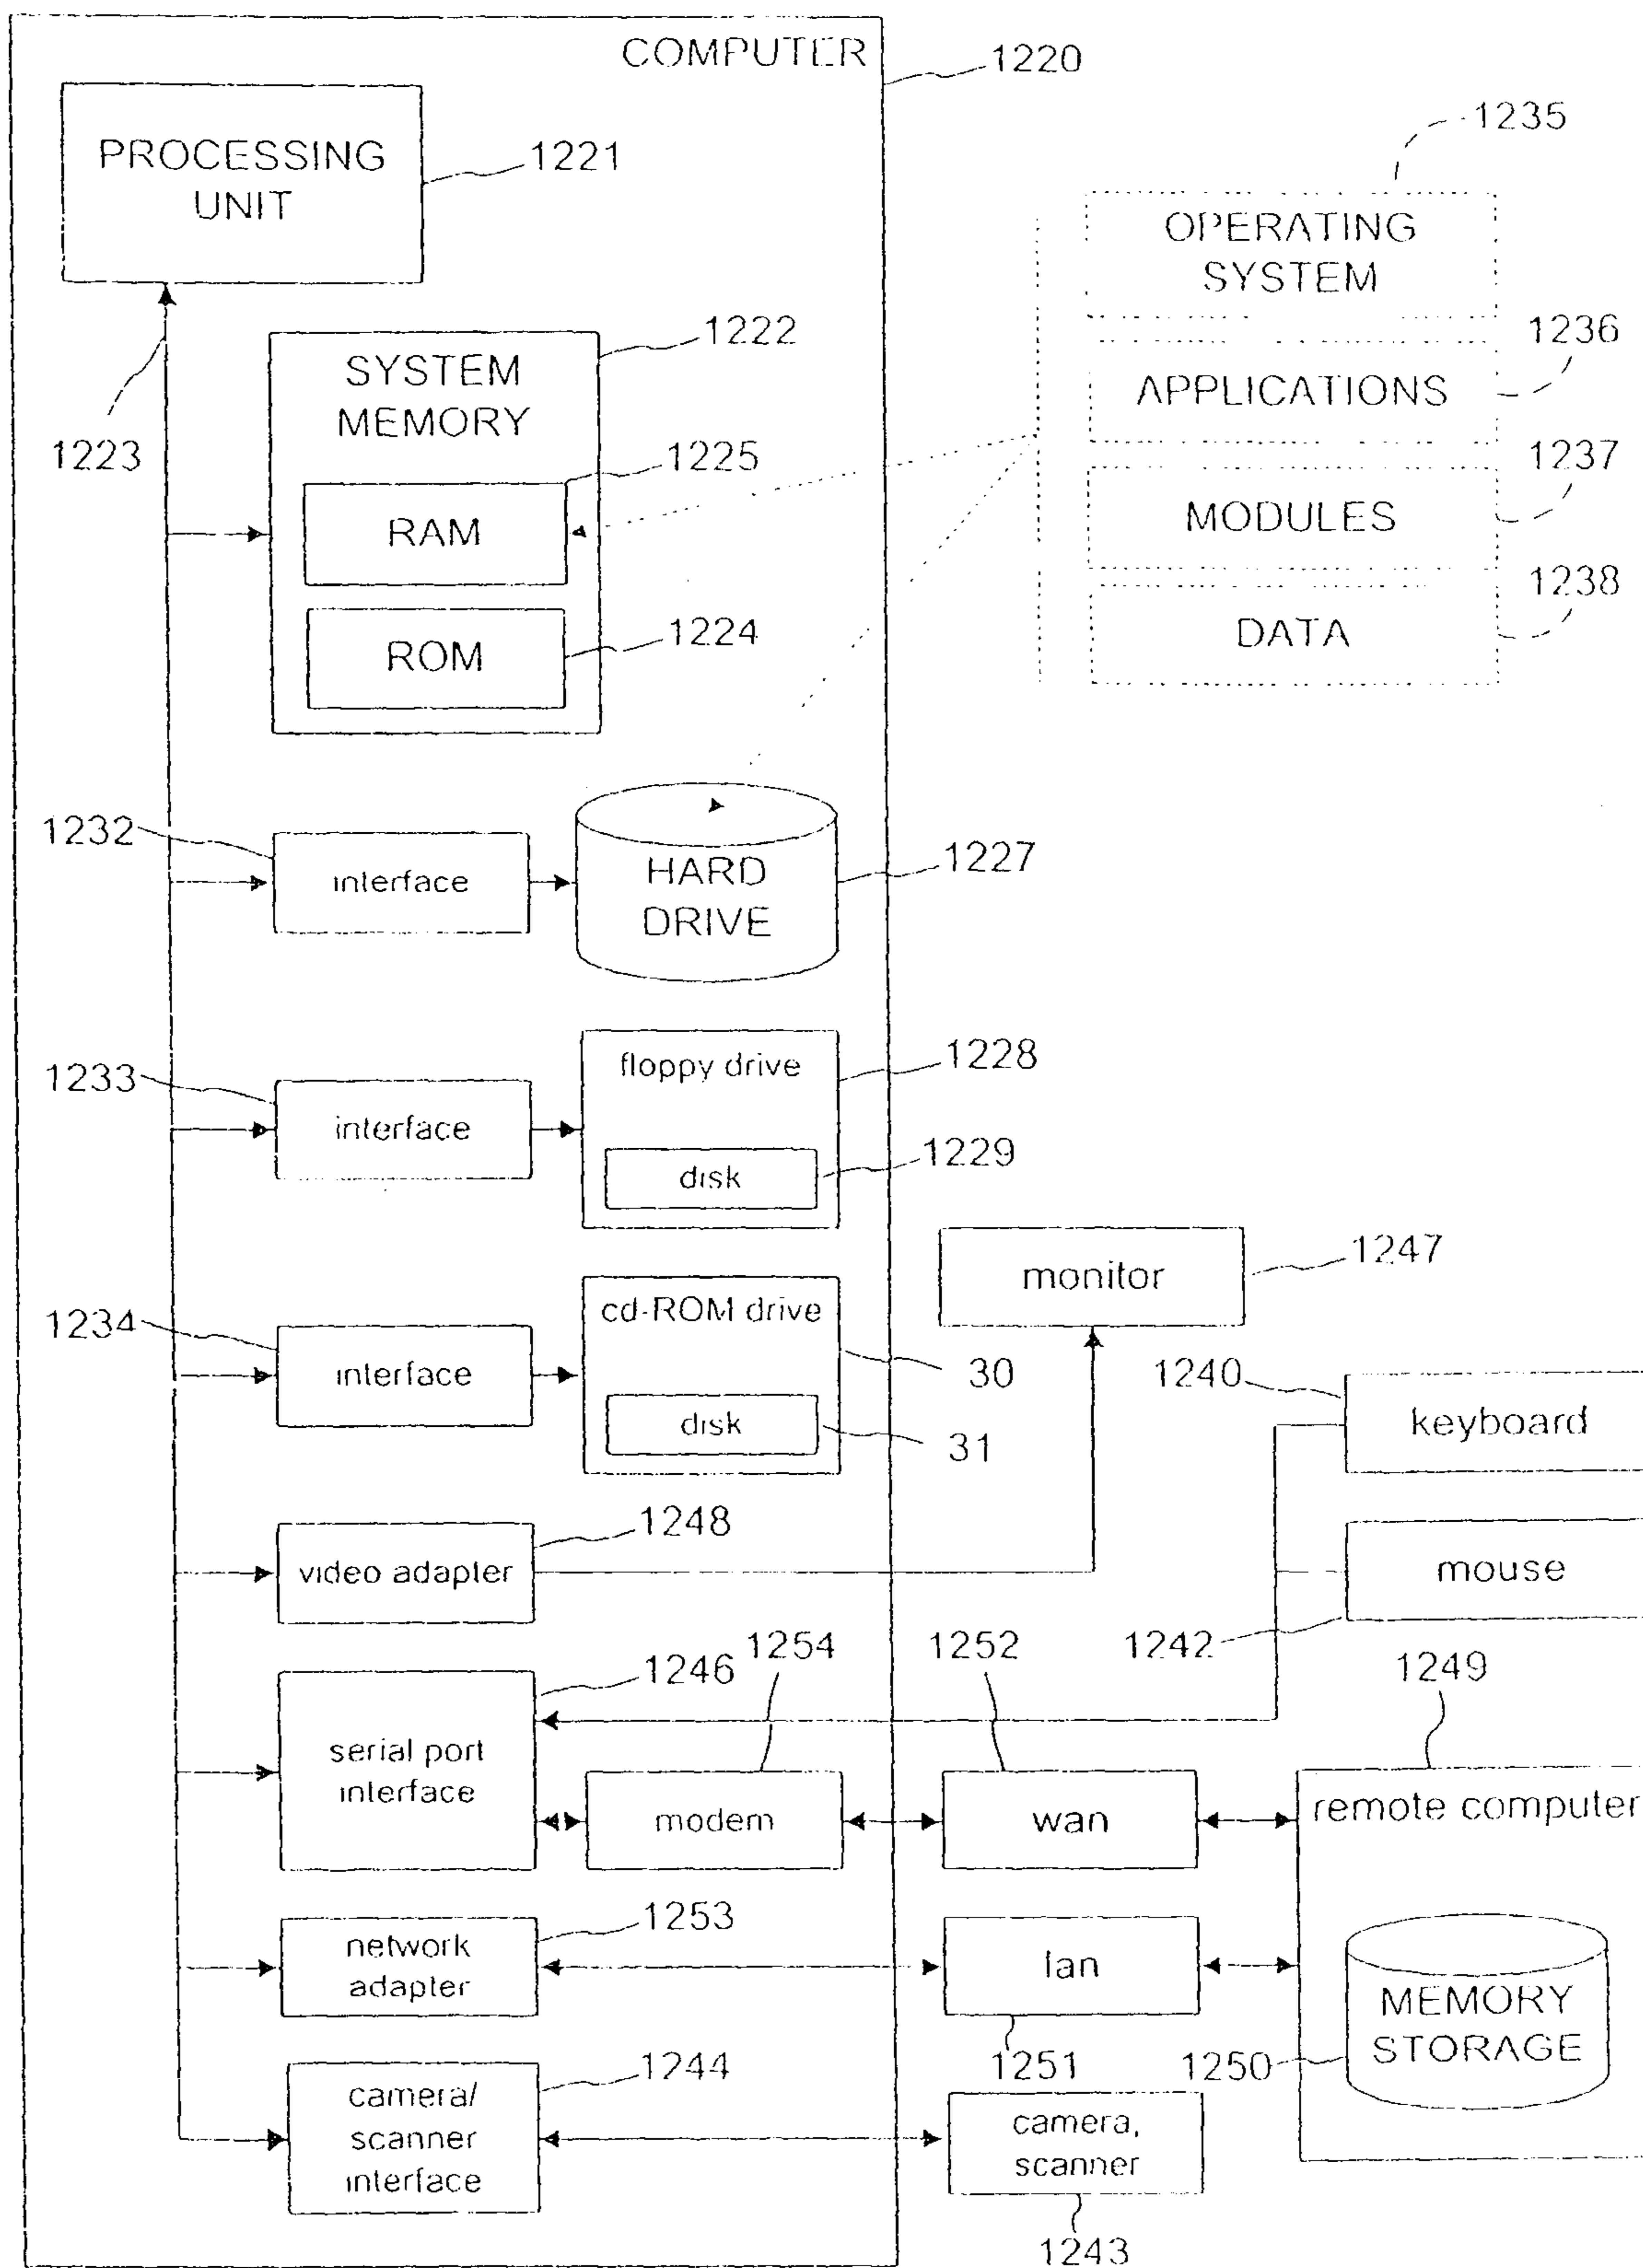 COMPUTER
1220
PROCESSING
UNIT
1221
1235
OPERATING
SYSTEM
1223
1222
SYSTEM
MEMORY
1236
APPLICATIONS
1225
RAM
1237
MODULES
1224
ROM
1238
DATA
1232
interface
HARD
DRIVE
1227
1233
interface
floppy drive
1228
disk
1229
1234
interface
cd-ROM drive
30
disk
31
monitor
1247
1240
keyboard
1248
video adapter
mouse
1242
1246
serial port
interface
1254
modem
1252
wan
1249
remote computer
1253
network
adapter
lan
1251
MEMORY
STORAGE
1250
1244
camera/
scanner
interface
camera,
scanner
1243